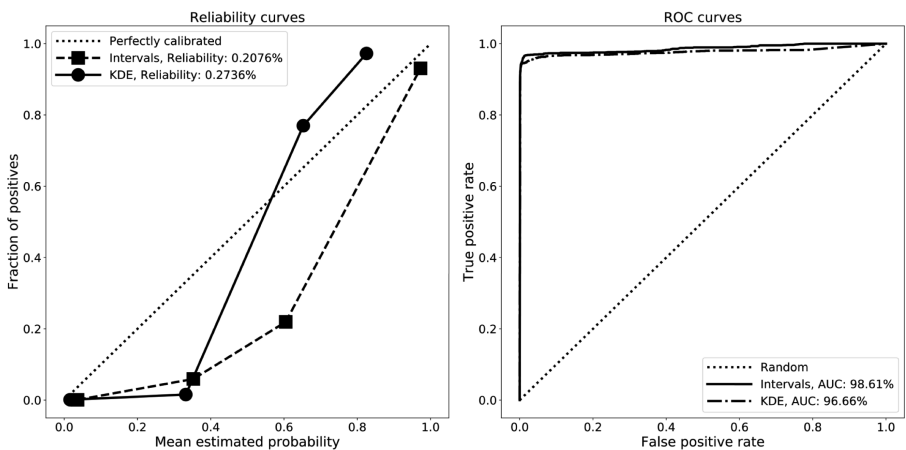 Reliability curves
1.0
0.8
0.6
0.4
0.2
0.0
Fraction of positives
Perfectly calibrated
Intervals, Reliability: 0.2076%
KDE, Reliability: 0.2736%
0.0 0.2 0.4 0.6 0.8 1.0
Mean estimated probability
ROC curves
1.0
0.8
0.6
0.4
0.2
0.0
True positive rate
Random
Intervals, AUC: 98.61%
KDE, AUC: 96.66%
0.0 0.2 0.4 0.6 0.8 1.0
False positive rate